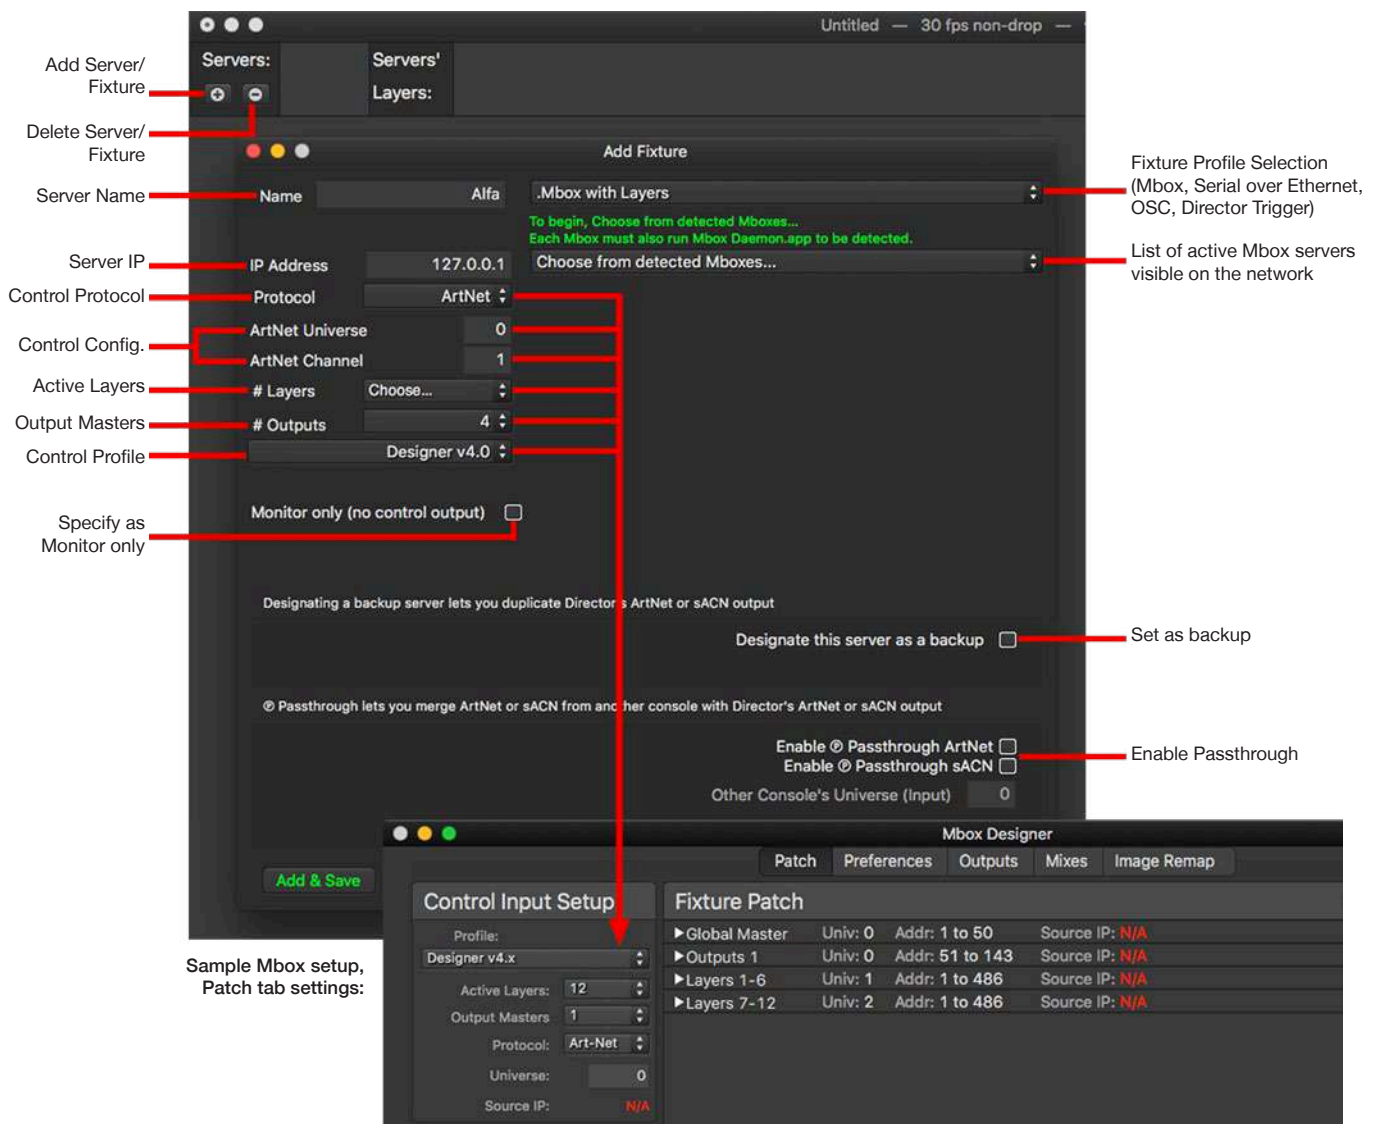 Untitled — 30 fps non-drop —
Servers:
Servers'
Layers:
Add Server/
Fixture
Delete Server/
Fixture
Add Fixture
Server Name
Name
Alfa
.Mbox with Layers
Fixture Profile Selection
(Mbox, Serial over Ethernet,
OSC, Director Trigger)
To begin, Choose from detected Mboxes...
Each Mbox must also run Mbox Daemon.app to be detected.
Server IP
IP Address
127.0.0.1
Choose from detected Mboxes...
List of active Mbox servers
visible on the network
Control Protocol
Protocol
ArtNet
Control Config.
ArtNet Universe
0
ArtNet Channel
1
Active Layers
# Layers
Choose...
Output Masters
# Outputs
4
Control Profile
Designer v4.0
Specify as
Monitor only
Monitor only (no control output)
Designating a backup server lets you duplicate Director's ArtNet or sACN output
Designate this server as a backup
Set as backup
℗ Passthrough lets you merge ArtNet or sACN from another console with Director's ArtNet or sACN output
Enable ℗ Passthrough ArtNet
Enable ℗ Passthrough sACN
Enable Passthrough
Other Console's Universe (Input)
0
Add & Save
Mbox Designer
Patch
Preferences
Outputs
Mixes
Image Remap
Sample Mbox setup,
Patch tab settings:
Control Input Setup
Profile:
Designer v4.x
Active Layers: 12
Output Masters 1
Protocol: Art-Net
Universe: 0
Source IP: N/A
Fixture Patch
▶Global Master Univ: 0 Addr: 1 to 50 Source IP: N/A
▶Outputs 1 Univ: 0 Addr: 51 to 143 Source IP: N/A
▶Layers 1-6 Univ: 1 Addr: 1 to 486 Source IP: N/A
▶Layers 7-12 Univ: 2 Addr: 1 to 486 Source IP: N/A